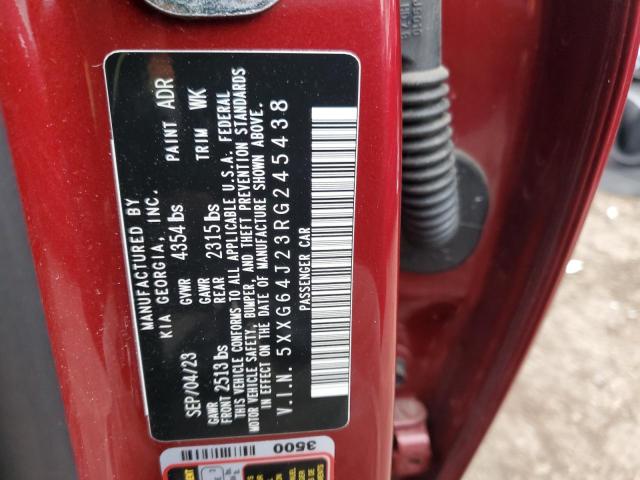 MANUFACTURED BY
KIA GEORGIA, INC.
PAINT ADR
TRIM WK
SEP/04/23 GVWR 4354 lbs
GAWR FRONT 2513 lbs GAWR REAR 2315 lbs
THIS VEHICLE CONFORMS TO ALL APPLICABLE U.S.A. FEDERAL
MOTOR VEHICLE SAFETY, BUMPER, AND THEFT PREVENTION STANDARDS
IN EFFECT ON THE DATE OF MANUFACTURE SHOWN ABOVE.
V.I.N. 5XXG64J23RG245438
PASSENGER CAR
3500